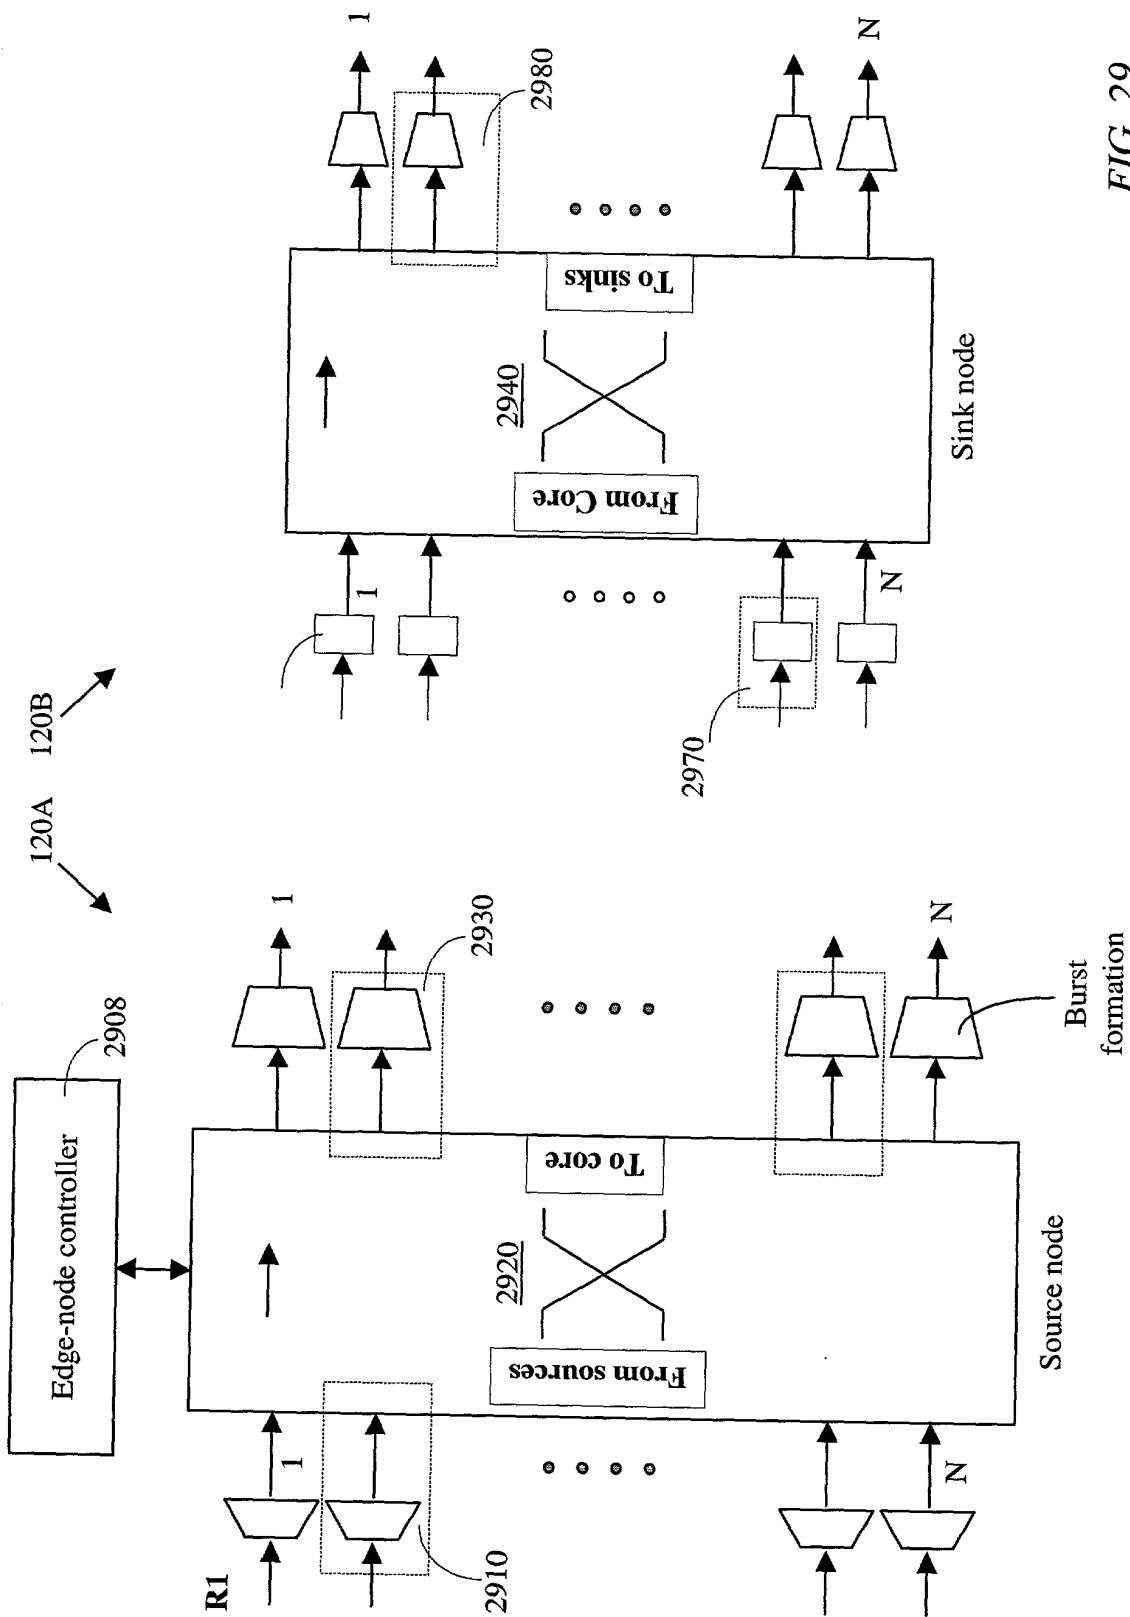 120A
120B
Edge-node controller
2908
R1
1
1
2910
From sources
2920
To core
2930
N
N
Source node
Burst
formation
1
1
From Core
2940
To sinks
2980
2970
N
N
Sink node
FIG. 29